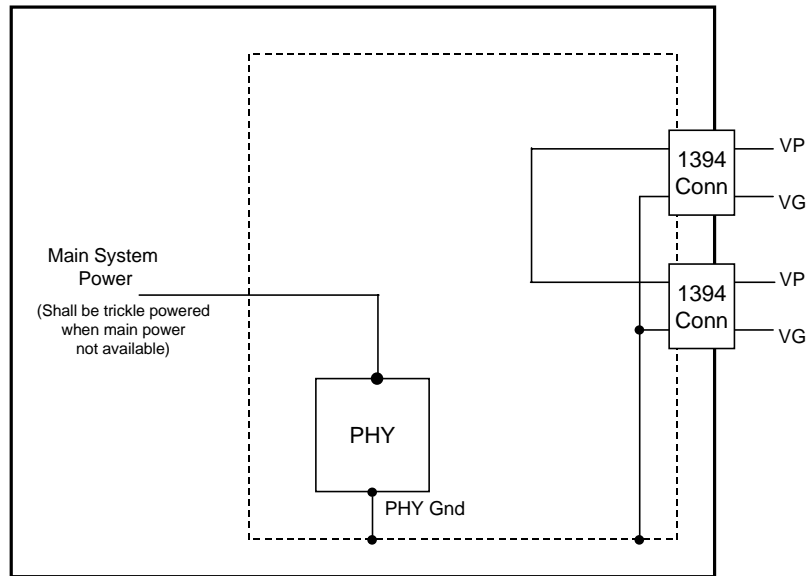 1394
Conn
VP
VG
1394
Conn
VP
VG
Main System
Power
(Shall be trickle powered
when main power
not available)
PHY
PHY Gnd